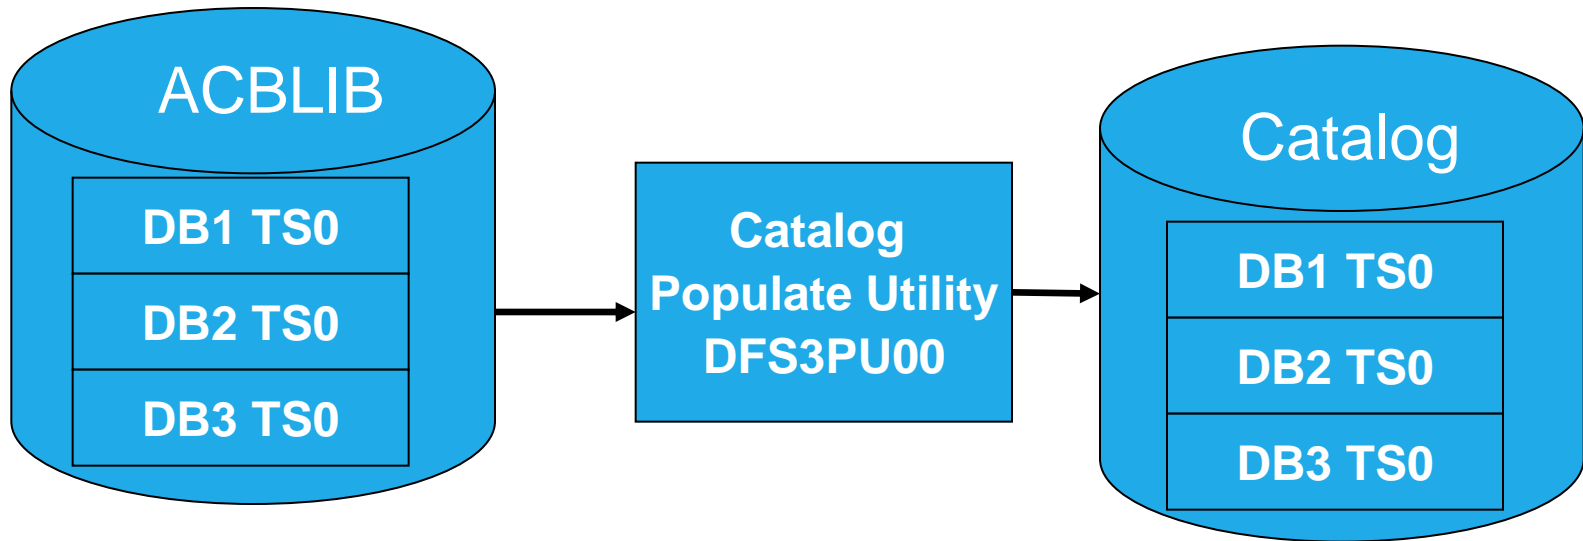 ACBLIB
DB1 TS0
DB2 TS0
DB3 TS0
Catalog
Populate Utility
DFS3PU00
Catalog
DB1 TS0
DB2 TS0
DB3 TS0